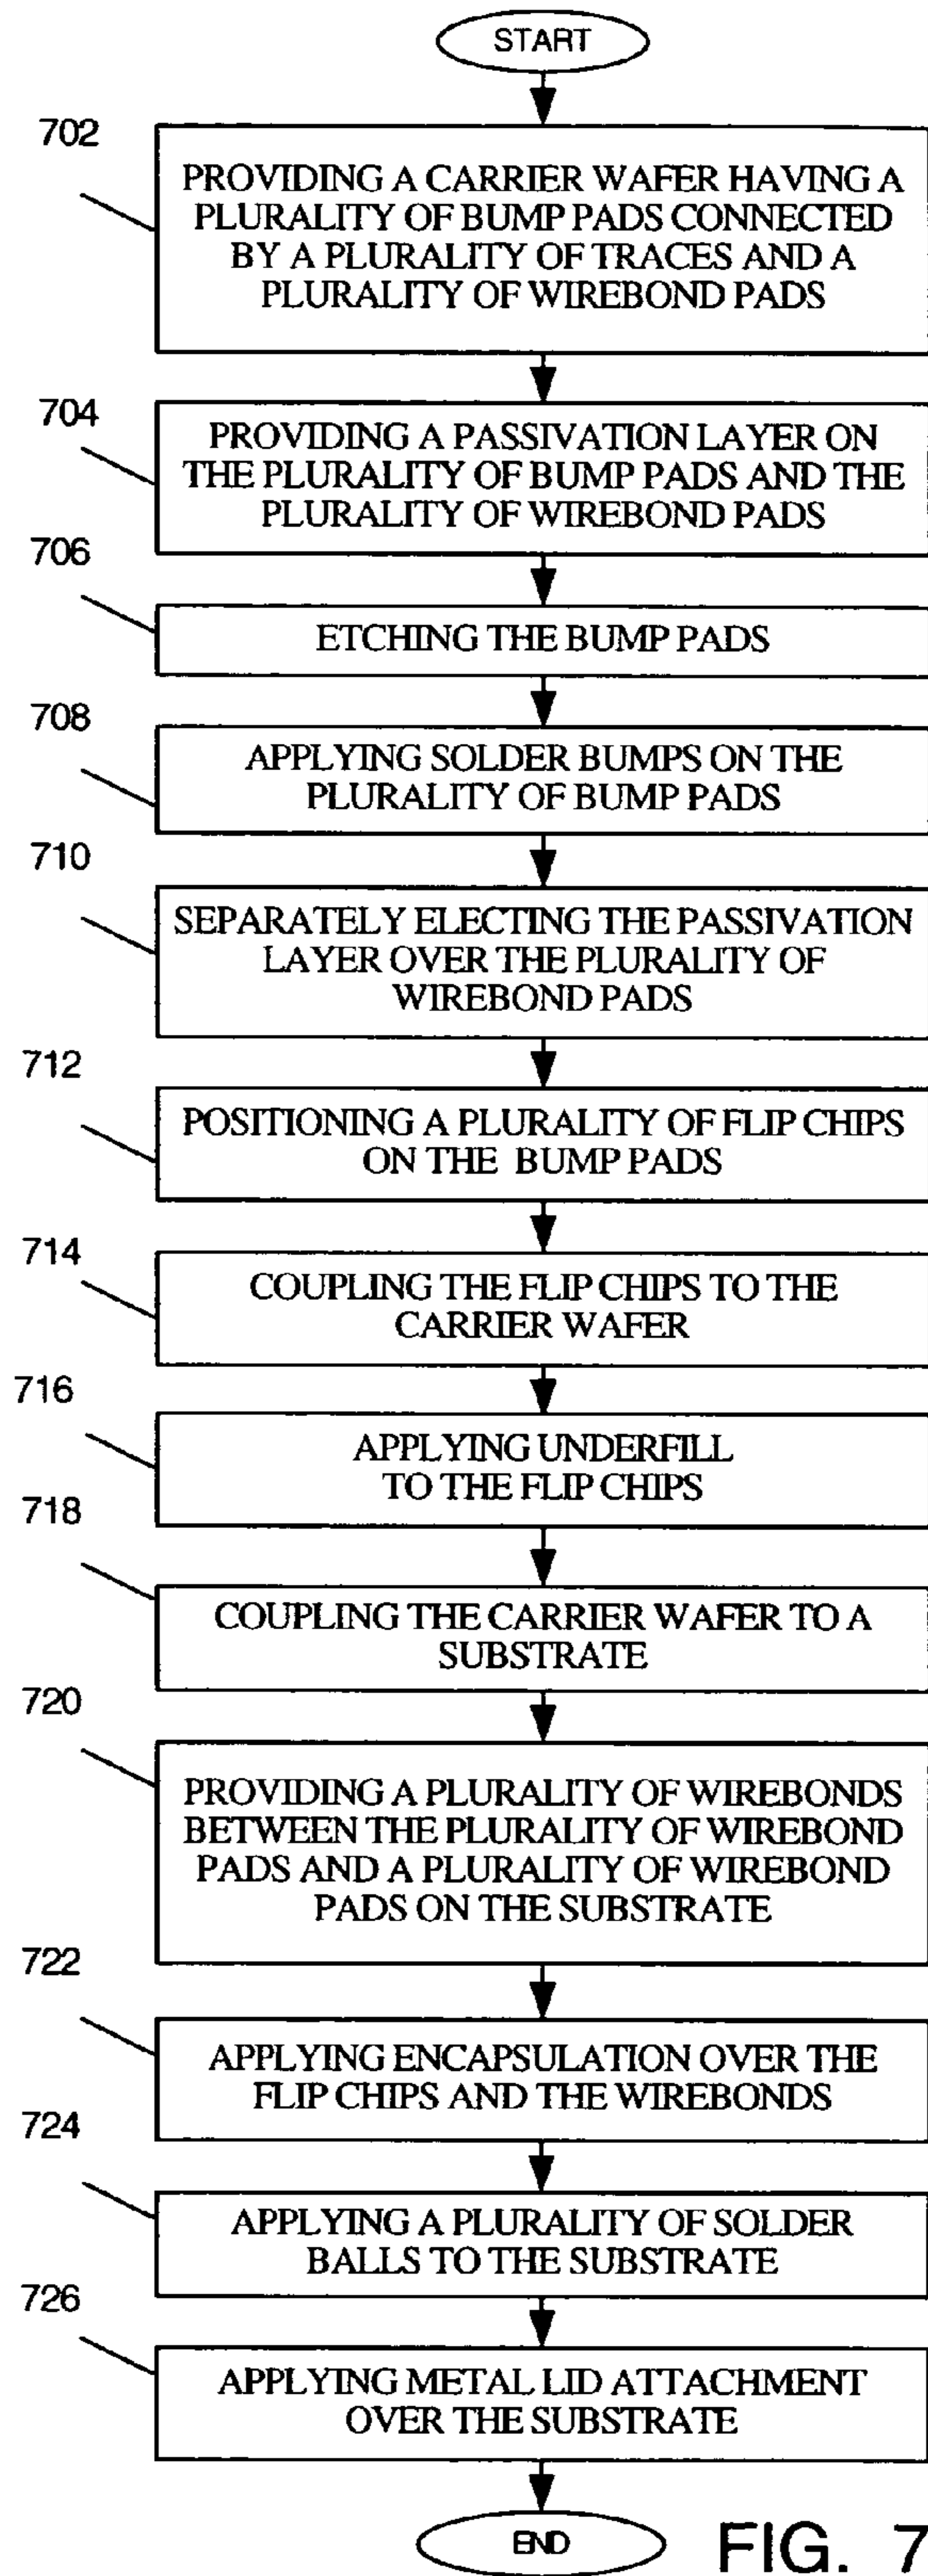 START
702
PROVIDING A CARRIER WAFER HAVING A
PLURALITY OF BUMP PADS CONNECTED
BY A PLURALITY OF TRACES AND A
PLURALITY OF WIREBOND PADS
704
PROVIDING A PASSIVATION LAYER ON
THE PLURALITY OF BUMP PADS AND THE
PLURALITY OF WIREBOND PADS
706
ETCHING THE BUMP PADS
708
APPLYING SOLDER BUMPS ON THE
PLURALITY OF BUMP PADS
710
SEPARATELY ELECTING THE PASSIVATION
LAYER OVER THE PLURALITY OF
WIREBOND PADS
712
POSITIONING A PLURALITY OF FLIP CHIPS
ON THE BUMP PADS
714
COUPLING THE FLIP CHIPS TO THE
CARRIER WAFER
716
APPLYING UNDERFILL
TO THE FLIP CHIPS
718
COUPLING THE CARRIER WAFER TO A
SUBSTRATE
720
PROVIDING A PLURALITY OF WIREBONDS
BETWEEN THE PLURALITY OF WIREBOND
PADS AND A PLURALITY OF WIREBOND
PADS ON THE SUBSTRATE
722
APPLYING ENCAPSULATION OVER THE
FLIP CHIPS AND THE WIREBONDS
724
APPLYING A PLURALITY OF SOLDER
BALLS TO THE SUBSTRATE
726
APPLYING METAL LID ATTACHMENT
OVER THE SUBSTRATE
END
FIG. 7